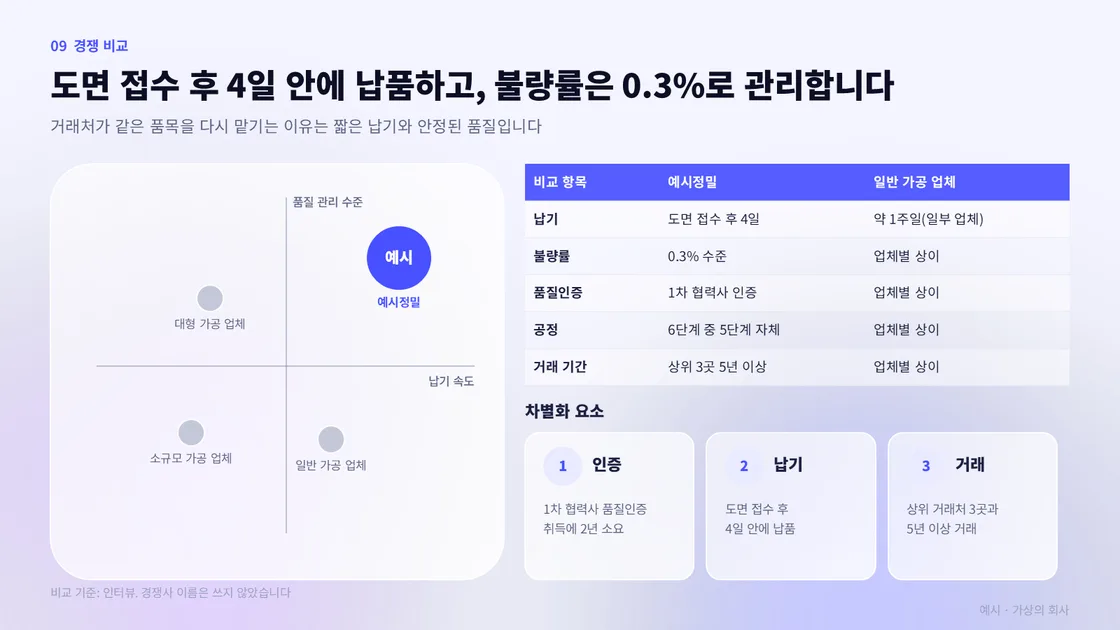 09 경쟁 비교
도면 접수 후 4일 안에 납품하고, 불량률은 0.3%로 관리합니다
거래처가 같은 품목을 다시 맡기는 이유는 짧은 납기와 안정된 품질입니다
품질 관리 수준
예시
예시정밀
대형 가공 업체
납기 속도
소규모 가공 업체
일반 가공 업체
비교 항목 예시정밀 일반 가공 업체
납기 도면 접수 후 4일 약 1주일(일부 업체)
불량률 0.3% 수준 업체별 상이
품질인증 1차 협력사 인증 업체별 상이
공정 6단계 중 5단계 자체 업체별 상이
거래 기간 상위 3곳 5년 이상 업체별 상이
차별화 요소
1 인증
1차 협력사 품질인증
취득에 2년 소요
2 납기
도면 접수 후
4일 안에 납품
3 거래
상위 거래처 3곳과
5년 이상 거래
비교 기준: 인터뷰. 경쟁사 이름은 쓰지 않았습니다
예시 - 가상의 회사